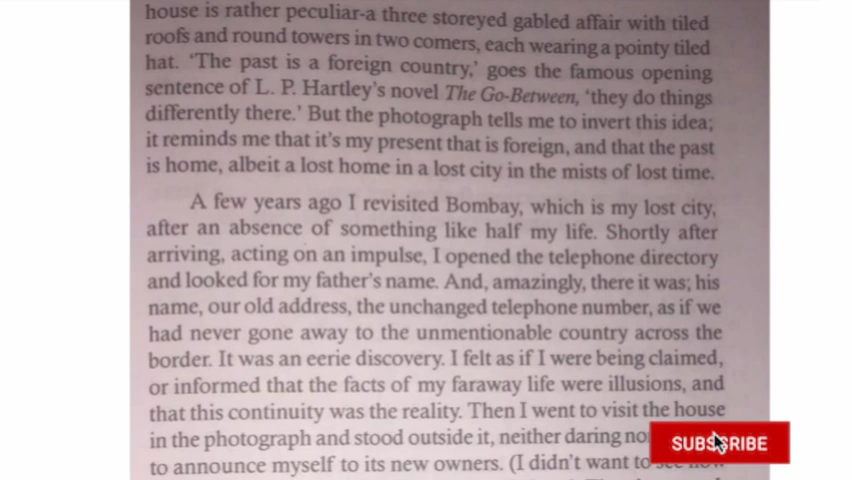 house is rather peculiar-a three storeyed gabled affair with tiled
roofs and round towers in two comers, each wearing a pointy tiled
hat. ‘The past is a foreign country,’ goes the famous opening
sentence of L. P. Hartley’s novel The Go-Between, ‘they do things
differently there.’ But the photograph tells me to invert this idea;
it reminds me that it’s my present that is foreign, and that the past
is home, albeit a lost home in a lost city in the mists of lost time.
A few years ago I revisited Bombay, which is my lost city,
after an absence of something like half my life. Shortly after
arriving, acting on an impulse, I opened the telephone directory
and looked for my father’s name. And, amazingly, there it was; his
name, our old address, the unchanged telephone number, as if we
had never gone away to the unmentionable country across the
border. It was an eerie discovery. I felt as if I were being claimed,
or informed that the facts of my faraway life were illusions, and
that this continuity was the reality. Then I went to visit the house
in the photograph and stood outside it, neither daring
to announce myself to its new owners. (I didn’t want to
SUBSCRIBE